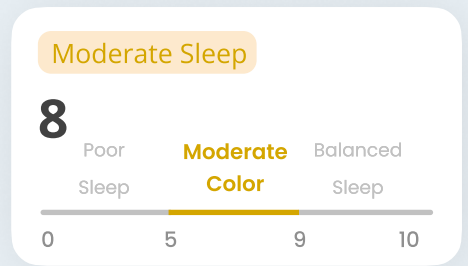 Moderate Sleep
8
Poor Sleep
Moderate Color
Balanced Sleep
0 5 9 10